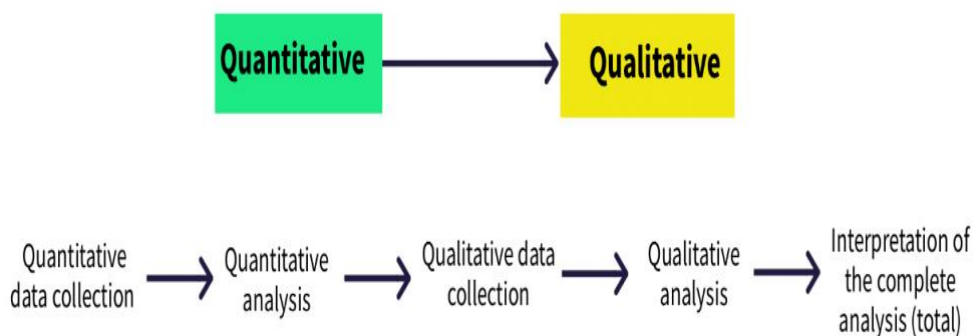 Quantitative
Qualitative
Quantitative
data collection
Quantitative
analysis
Qualitative data
collection
Qualitative
analysis
Interpretation of
the complete
analysis (total)